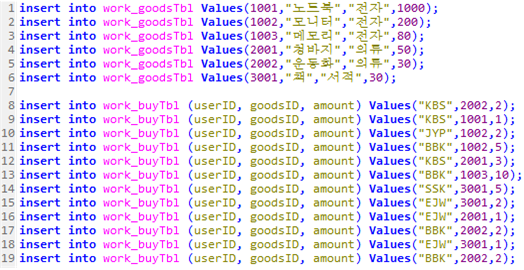 1 insert into work_goodsTbl Values(1001,"노트북","전자",1000);
2 insert into work_goodsTbl Values(1002,"모니터","전자",200);
3 insert into work_goodsTbl Values(1003,"메모리","전자",80);
4 insert into work_goodsTbl Values(2001,"청바지","의류",50);
5 insert into work_goodsTbl Values(2002,"운동화","의류",30);
6 insert into work_goodsTbl Values(3001,"책","서적",30);
7
8 insert into work_buyTbl (userID, goodsID, amount) Values("KBS",2002,2);
9 insert into work_buyTbl (userID, goodsID, amount) Values("KBS",1001,1);
10 insert into work_buyTbl (userID, goodsID, amount) Values("JYP",1002,2);
11 insert into work_buyTbl (userID, goodsID, amount) Values("BBK",1002,5);
12 insert into work_buyTbl (userID, goodsID, amount) Values("KBS",2001,3);
13 insert into work_buyTbl (userID, goodsID, amount) Values("BBK",1003,10);
14 insert into work_buyTbl (userID, goodsID, amount) Values("SSK",3001,5);
15 insert into work_buyTbl (userID, goodsID, amount) Values("EJW",3001,2);
16 insert into work_buyTbl (userID, goodsID, amount) Values("EJW",2001,1);
17 insert into work_buyTbl (userID, goodsID, amount) Values("BBK",2002,2);
18 insert into work_buyTbl (userID, goodsID, amount) Values("EJW",3001,1);
19 insert into work_buyTbl (userID, goodsID, amount) Values("BBK",2002,2);